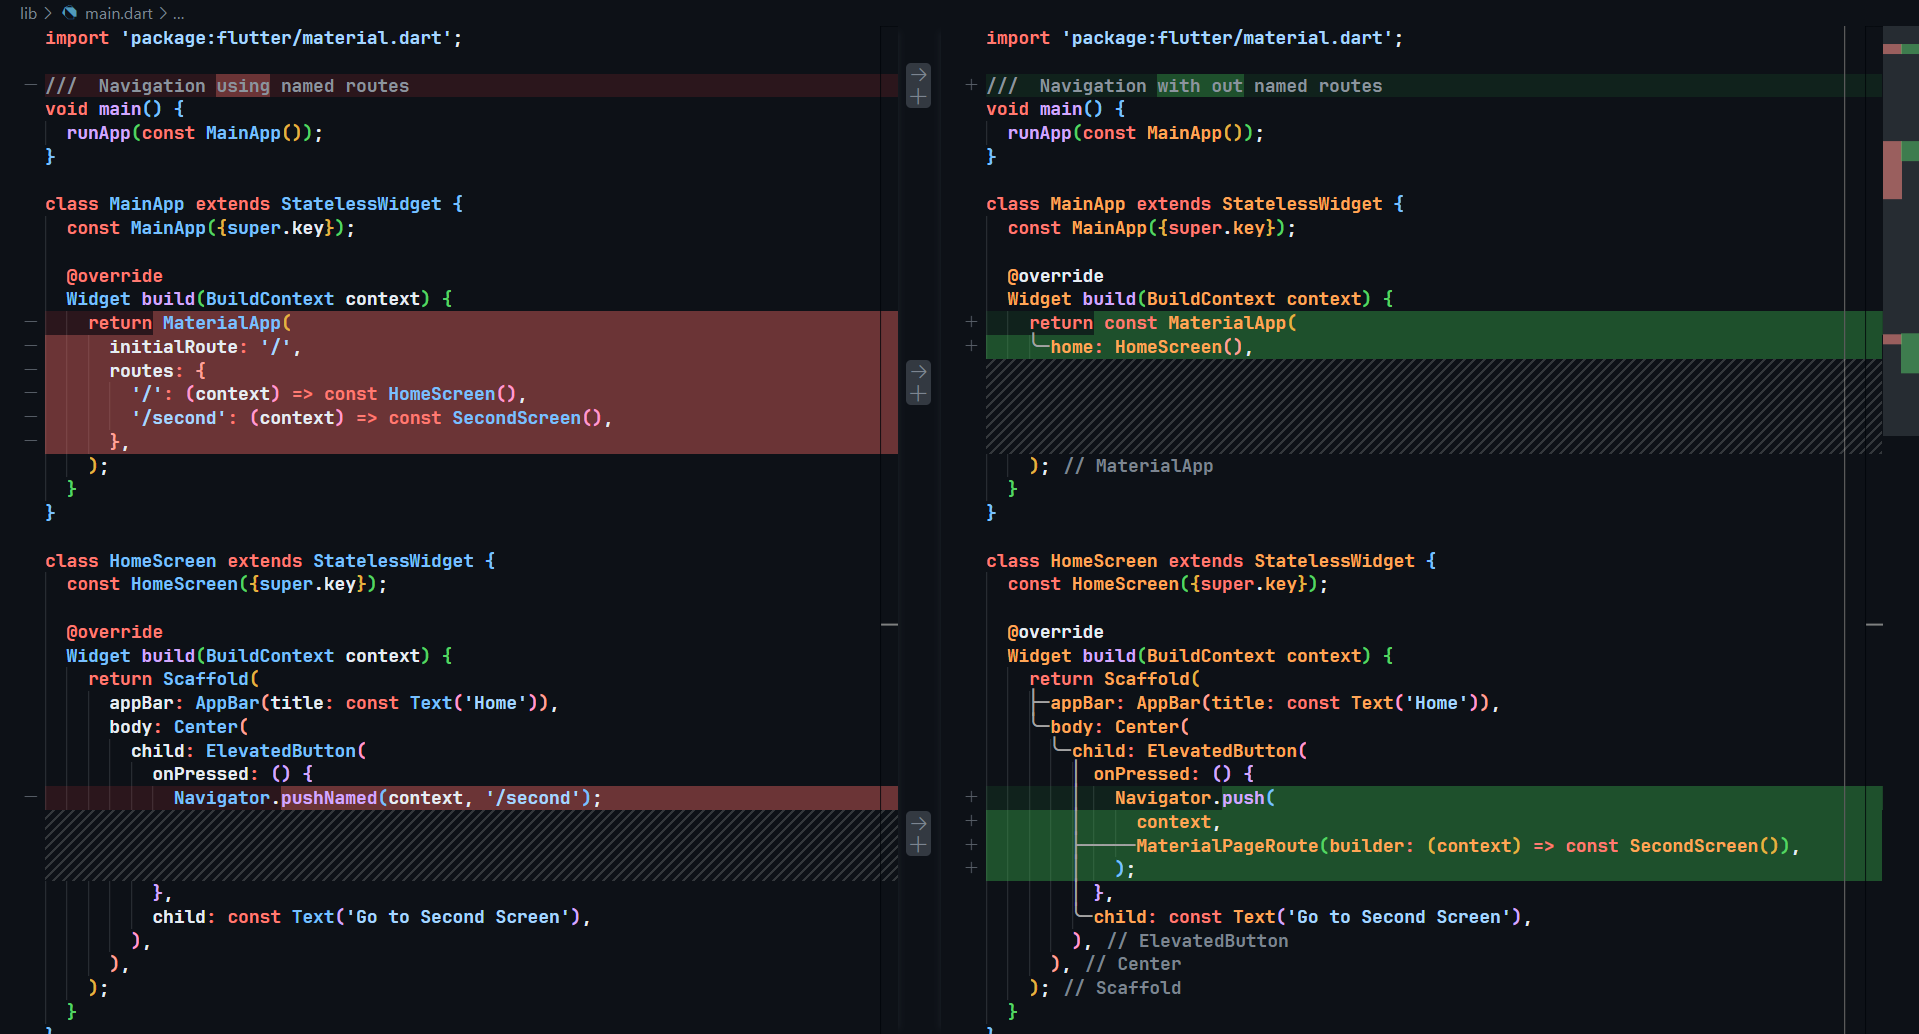 lib > main.dart > ...
import 'package:flutter/material.dart';

///  Navigation using named routes
void main() {
  runApp(const MainApp());
}

class MainApp extends StatelessWidget {
  const MainApp({super.key});

  @override
  Widget build(BuildContext context) {
    return MaterialApp(
      initialRoute: '/',
      routes: {
        '/': (context) => const HomeScreen(),
        '/second': (context) => const SecondScreen(),
      },
    );
  }
}

class HomeScreen extends StatelessWidget {
  const HomeScreen({super.key});

  @override
  Widget build(BuildContext context) {
    return Scaffold(
      appBar: AppBar(title: const Text('Home')),
      body: Center(
        child: ElevatedButton(
          onPressed: () {
            Navigator.pushNamed(context, '/second');
          },
          child: const Text('Go to Second Screen'),
        ),
      ),
    );
  }
}
import 'package:flutter/material.dart';

///  Navigation with out named routes
void main() {
  runApp(const MainApp());
}

class MainApp extends StatelessWidget {
  const MainApp({super.key});

  @override
  Widget build(BuildContext context) {
    return const MaterialApp(
      home: HomeScreen(),
    ); // MaterialApp
  }
}

class HomeScreen extends StatelessWidget {
  const HomeScreen({super.key});

  @override
  Widget build(BuildContext context) {
    return Scaffold(
      appBar: AppBar(title: const Text('Home')),
      body: Center(
        child: ElevatedButton(
          onPressed: () {
            Navigator.push(
              context,
              MaterialPageRoute(builder: (context) => const SecondScreen()),
            );
          },
          child: const Text('Go to Second Screen'),
        ), // ElevatedButton
      ), // Center
    ); // Scaffold
  }
}